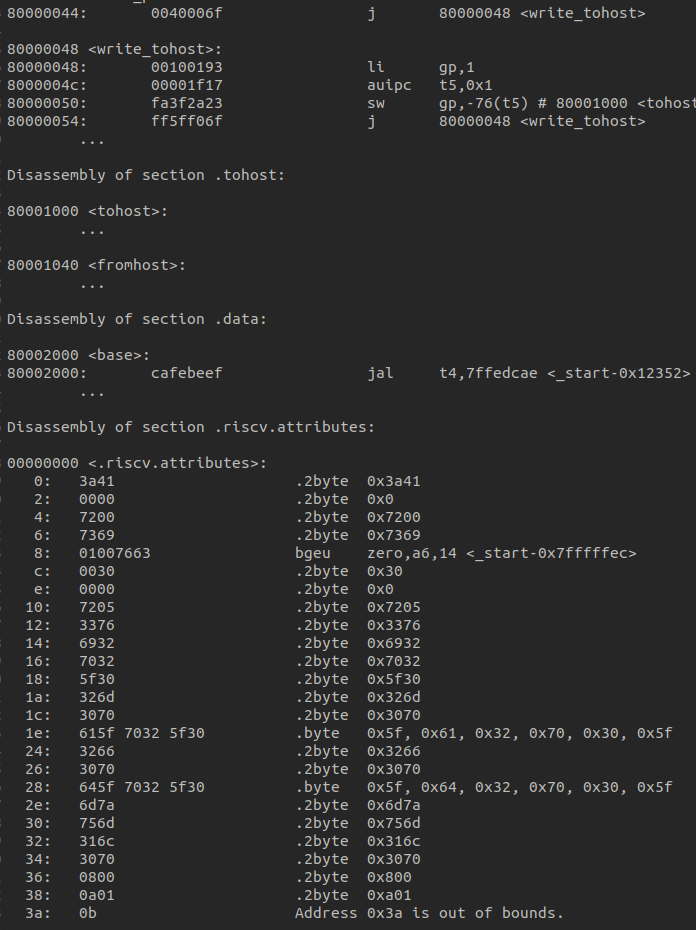 80000044: 0040006f j 80000048 <write_tohost>
80000048 <write_tohost>:
80000048: 00100193 li gp,1
8000004c: 00001f17 auipc t5,0x1
80000050: fa3f2a23 sw gp,-76(t5) # 80001000 <tohost
80000054: ff5ff06f j 80000048 <write_tohost>
...
Disassembly of section .tohost:
80001000 <tohost>:
...
80001040 <fromhost>:
...
Disassembly of section .data:
80002000 <base>:
80002000: cafebeef jal t4,7ffedcae <_start-0x12352>
...
Disassembly of section .riscv.attributes:
00000000 <.riscv.attributes>:
0: 3a41 .2byte 0x3a41
2: 0000 .2byte 0x0
4: 7200 .2byte 0x7200
6: 7369 .2byte 0x7369
8: 01007663 bgeu zero,a6,14 <_start-0x7fffffec>
c: 0030 .2byte 0x30
e: 0000 .2byte 0x0
10: 7205 .2byte 0x7205
12: 3376 .2byte 0x3376
14: 6932 .2byte 0x6932
16: 7032 .2byte 0x7032
18: 5f30 .2byte 0x5f30
1a: 326d .2byte 0x326d
1c: 3070 .2byte 0x3070
1e: 615f 7032 5f30 .byte 0x5f, 0x61, 0x32, 0x70, 0x30, 0x5f
24: 3266 .2byte 0x3266
26: 3070 .2byte 0x3070
28: 645f 7032 5f30 .byte 0x5f, 0x64, 0x32, 0x70, 0x30, 0x5f
2e: 6d7a .2byte 0x6d7a
30: 756d .2byte 0x756d
32: 316c .2byte 0x316c
34: 3070 .2byte 0x3070
36: 0800 .2byte 0x800
38: 0a01 .2byte 0xa01
3a: 0b Address 0x3a is out of bounds.